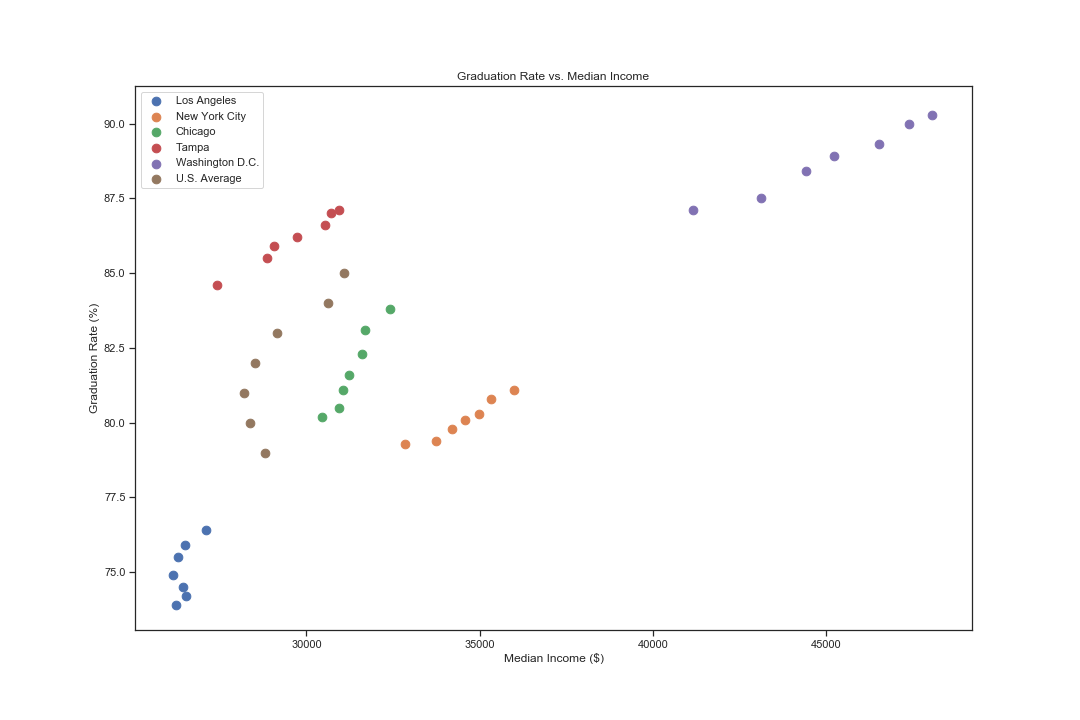 Graduation Rate vs. Median Income
Los Angeles
New York City
Chicago
Tampa
Washington D.C.
U.S. Average
Graduation Rate (%)
90.0
87.5
85.0
82.5
80.0
77.5
75.0
30000
35000
40000
45000
Median Income ($)